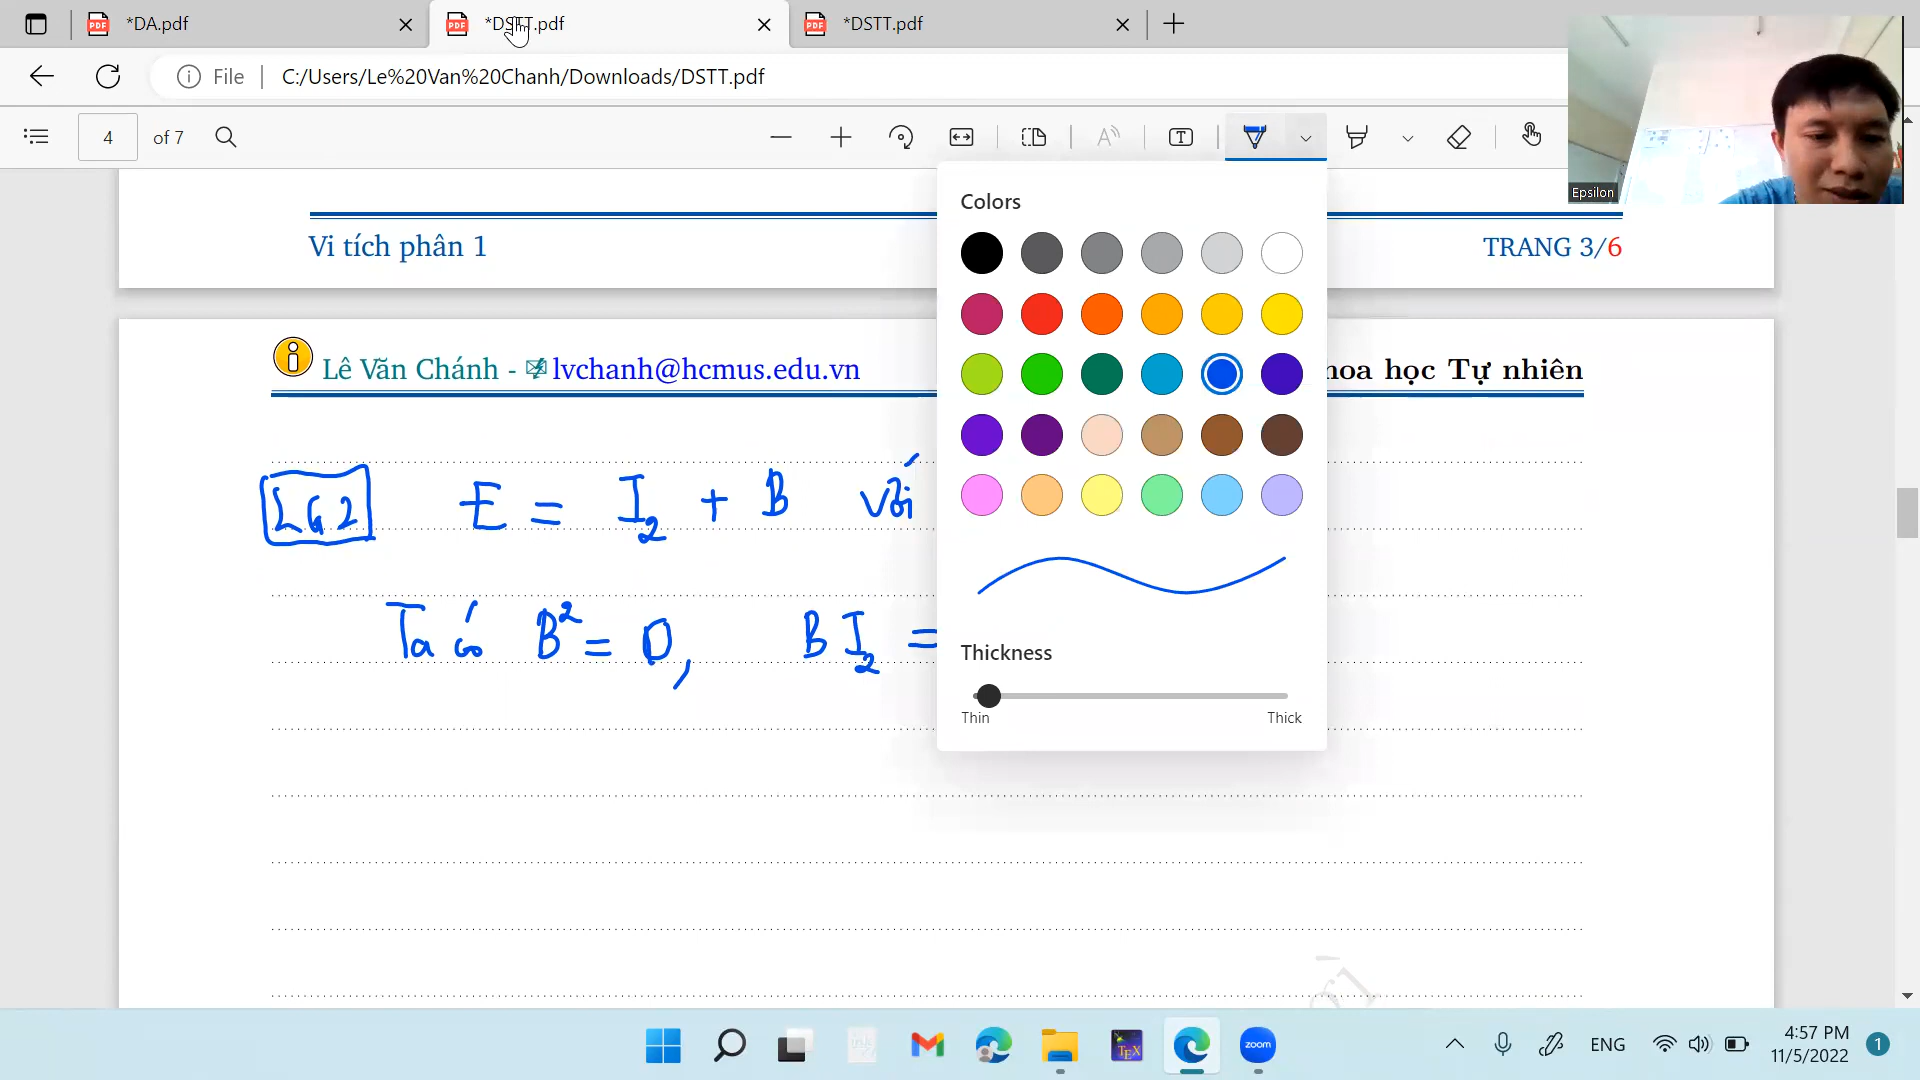 *DA.pdf
*DSTT.pdf
*DSTT.pdf
File
C:/Users/Le%20Van%20Chanh/Downloads/DSTT.pdf
4 of 7
Epsilon
Vi tích phân 1
TRANG 3/6
Lê Văn Chánh - lvchanh@hcmus.edu.vn
hoa học Tự nhiên
LG2 E = I₂ + B với
Ta có B² = O, BI₂ =
Colors
Thickness
Thin
Thick
zoom
TEX
ENG
4:57 PM
11/5/2022
1